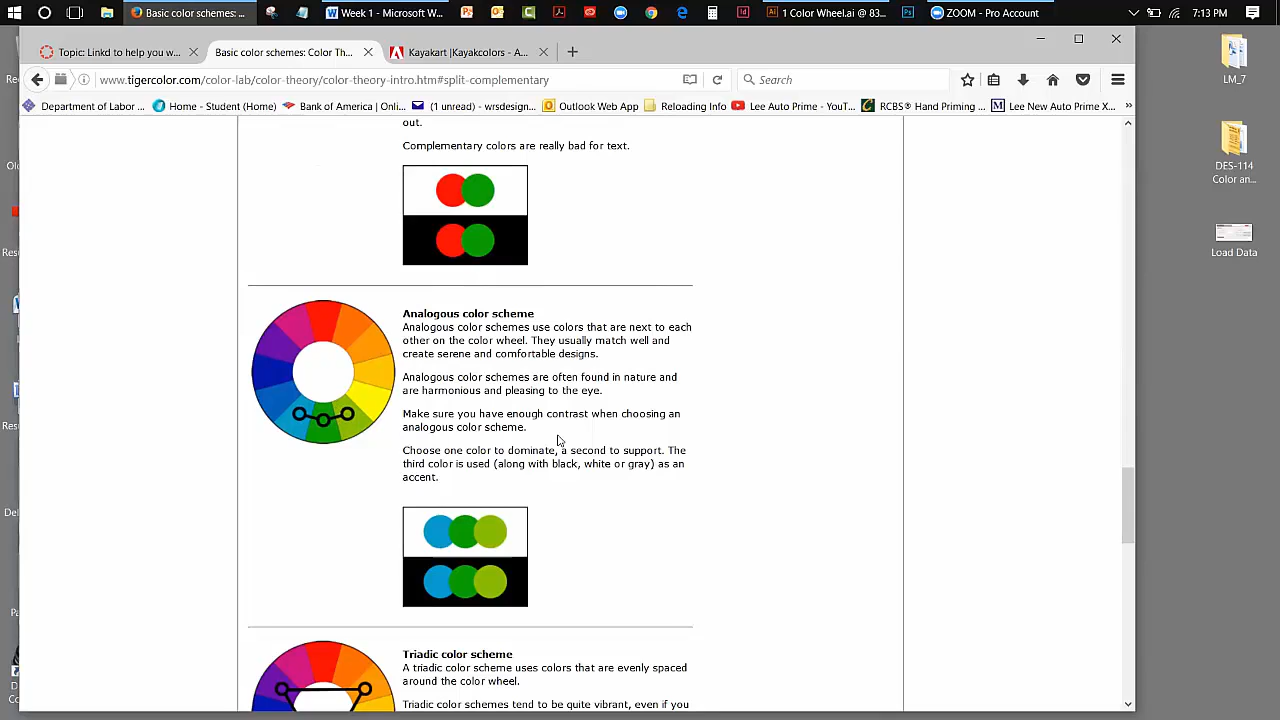 Week 1 - Microsoft W...
Basic color schemes: ...
1 Color Wheel.ai @ 83...
ZOOM - Pro Account
7:13 PM
Topic: Linkd to help you w...
Basic color schemes: Color Th...
Kayakart |Kayakcolors - A...
www.tigercolor.com/color-lab/color-theory/color-theory-intro.htm#split-complementary
Search
Department of Labor ...
Home - Student (Home)
Bank of America | Onli...
(1 unread) - wrsdesign...
Outlook Web App
Reloading Info
Lee Auto Prime - YouT...
RCBS® Hand Priming ...
Lee New Auto Prime X...
out.
Complementary colors are really bad for text.
Analogous color scheme
Analogous color schemes use colors that are next to each
other on the color wheel. They usually match well and
create serene and comfortable designs.
Analogous color schemes are often found in nature and
are harmonious and pleasing to the eye.
Make sure you have enough contrast when choosing an
analogous color scheme.
Choose one color to dominate, a second to support. The
third color is used (along with black, white or gray) as an
accent.
Triadic color scheme
A triadic color scheme uses colors that are evenly spaced
around the color wheel.
Triadic color schemes tend to be quite vibrant, even if you
LM_7
DES-114
Color an...
Load Data